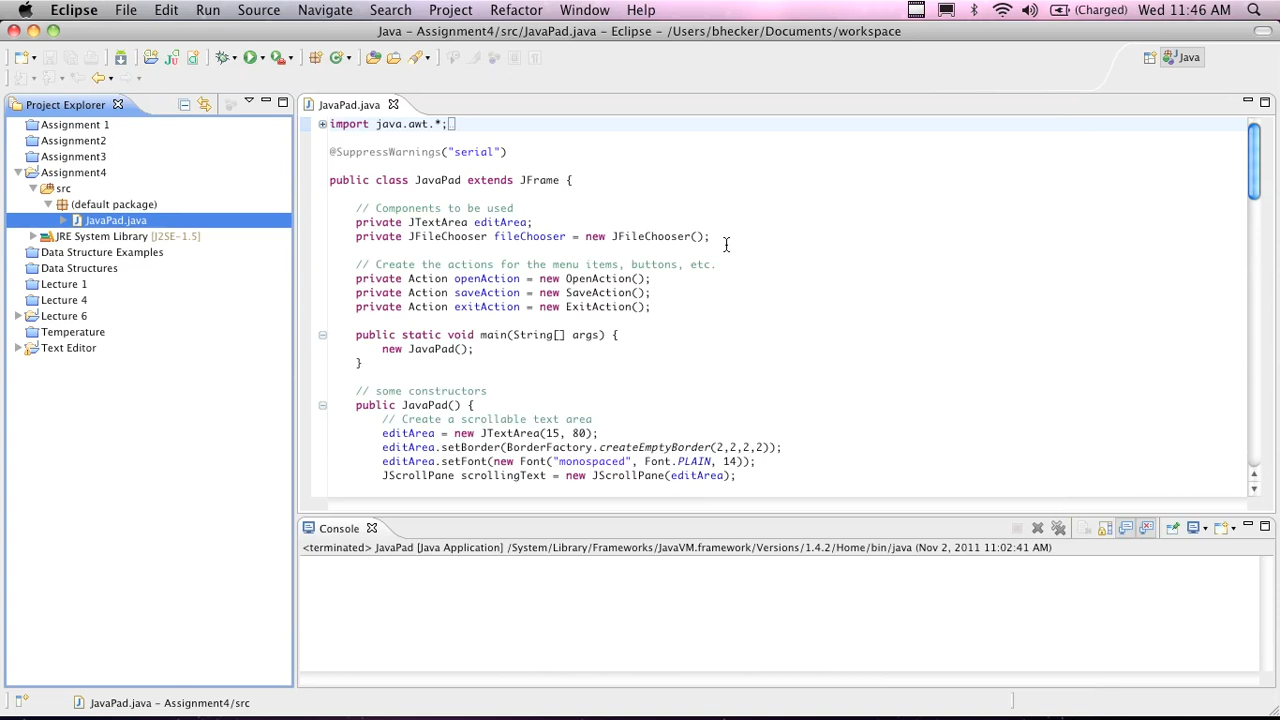 Eclipse File Edit Run Source Navigate Search Project Refactor Window Help (Charged) Wed 11:46 AM
Java - Assignment4/src/JavaPad.java - Eclipse - /Users/bhecker/Documents/workspace
Java
Project Explorer
Assignment 1
Assignment2
Assignment3
Assignment4
src
(default package)
JavaPad.java
JRE System Library [J2SE-1.5]
Data Structure Examples
Data Structures
Lecture 1
Lecture 4
Lecture 6
Temperature
Text Editor
JavaPad.java
import java.awt.*;
@SuppressWarnings("serial")
public class JavaPad extends JFrame {
// Components to be used
private JTextArea editArea;
private JFileChooser fileChooser = new JFileChooser();
// Create the actions for the menu items, buttons, etc.
private Action openAction = new OpenAction();
private Action saveAction = new SaveAction();
private Action exitAction = new ExitAction();
public static void main(String[] args) {
new JavaPad();
}
// some constructors
public JavaPad() {
// Create a scrollable text area
editArea = new JTextArea(15, 80);
editArea.setBorder(BorderFactory.createEmptyBorder(2,2,2,2));
editArea.setFont(new Font("monospaced", Font.PLAIN, 14));
JScrollPane scrollingText = new JScrollPane(editArea);
Console
<terminated> JavaPad [Java Application] /System/Library/Frameworks/JavaVM.framework/Versions/1.4.2/Home/bin/java (Nov 2, 2011 11:02:41 AM)
JavaPad.java - Assignment4/src